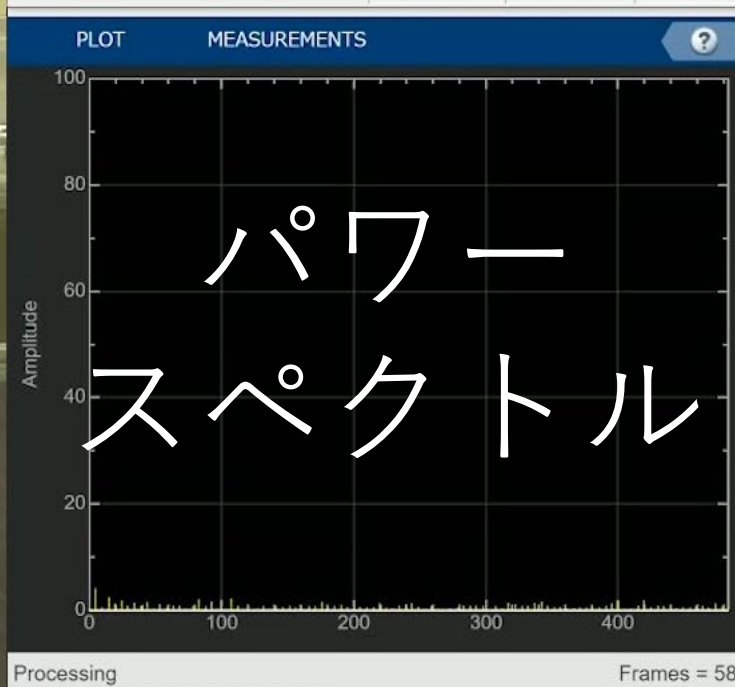 PLOT MEASUREMENTS ?
100
80
60
40
20
0
Amplitude
パワー
スペクトル
0 100 200 300 400
Processing Frames = 58